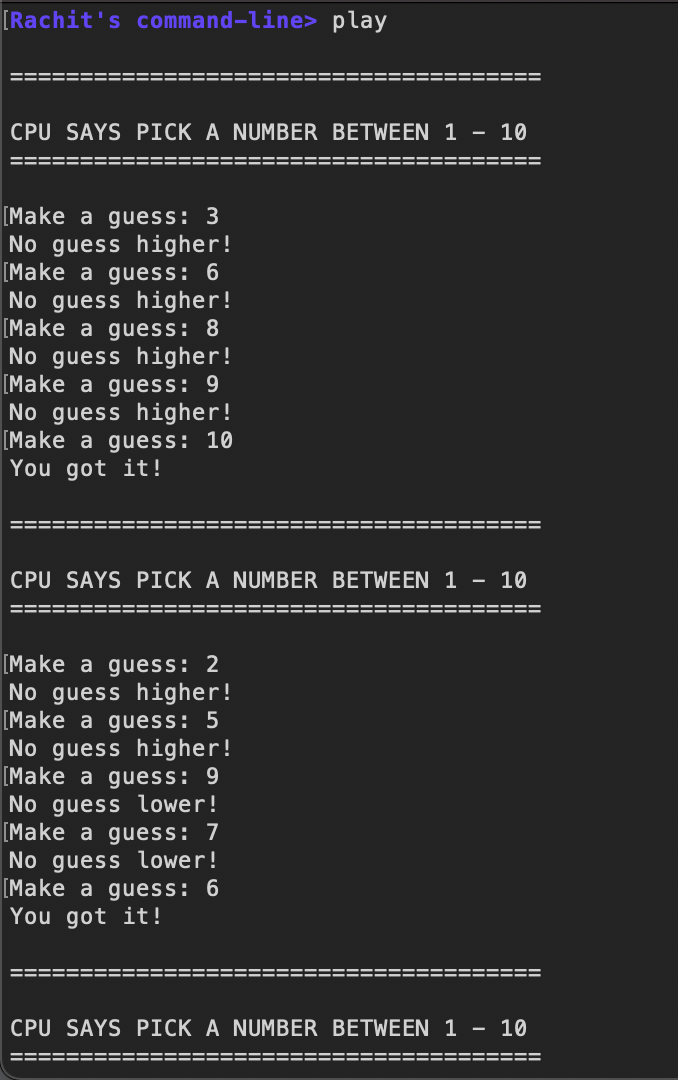 [Rachit's command-line> play
======================================
CPU SAYS PICK A NUMBER BETWEEN 1 - 10
======================================
[Make a guess: 3
No guess higher!
[Make a guess: 6
No guess higher!
[Make a guess: 8
No guess higher!
[Make a guess: 9
No guess higher!
[Make a guess: 10
You got it!
======================================
CPU SAYS PICK A NUMBER BETWEEN 1 - 10
======================================
[Make a guess: 2
No guess higher!
[Make a guess: 5
No guess higher!
[Make a guess: 9
No guess lower!
[Make a guess: 7
No guess lower!
[Make a guess: 6
You got it!
======================================
CPU SAYS PICK A NUMBER BETWEEN 1 - 10
======================================